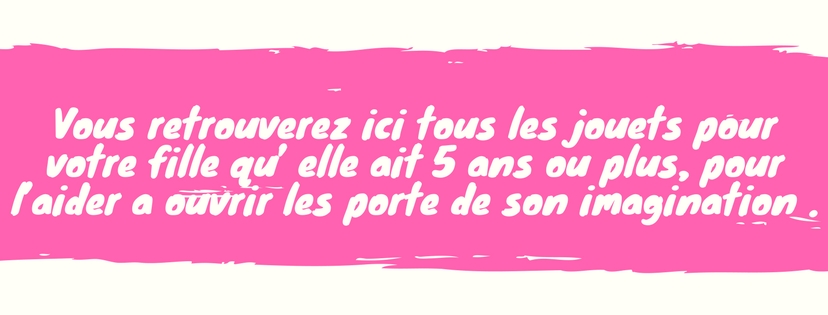 Vous retrouverez ici tous les jouets pour
votre fille qu' elle ait 5 ans ou plus, pour
l'aider a ouvrir les porte de son imagination .